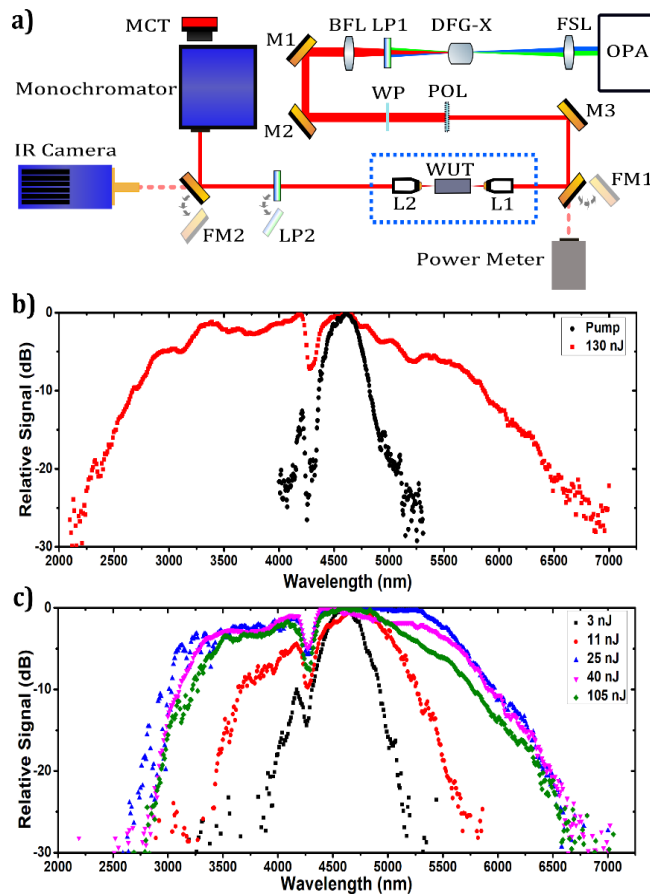 a)
MCT
M1
BFL
LP1
DFG-X
FSL
OPA
Monochromator
M2
WP
POL
M3
IR Camera
WUT
L2
L1
FM1
FM2
LP2
Power Meter
b)
0
-10
-20
-30
Relative Signal (dB)
Pump
130 nJ
2000 2500 3000 3500 4000 4500 5000 5500 6000 6500 7000
Wavelength (nm)
c)
0
-10
-20
-30
Relative Signal (dB)
3 nJ
11 nJ
25 nJ
40 nJ
105 nJ
2000 2500 3000 3500 4000 4500 5000 5500 6000 6500 7000
Wavelength (nm)